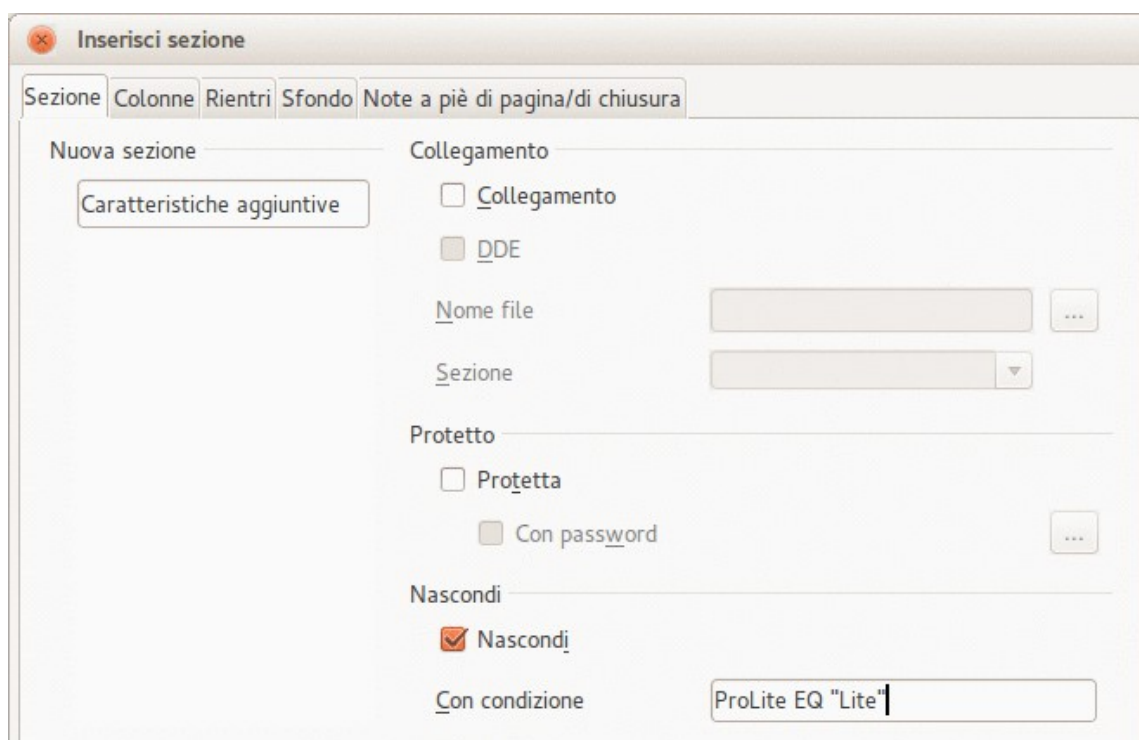 Inserisci sezione
Sezione Colonne Rientri Sfondo Note a piè di pagina/di chiusura
Nuova sezione
Caratteristiche aggiuntive
Collegamento
Collegamento
DDE
Nome file
...
Sezione
Protetto
Protetta
Con password
...
Nascondi
Nascondi
Con condizione
ProLite EQ "Lite"